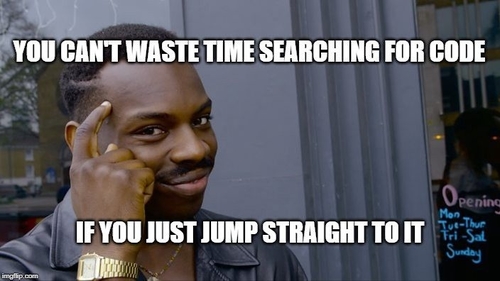 YOU CAN'T WASTE TIME SEARCHING FOR CODE
IF YOU JUST JUMP STRAIGHT TO IT
Opening
Mon
Tue-Thur
Fri-Sat
Sunday
imgflip.com